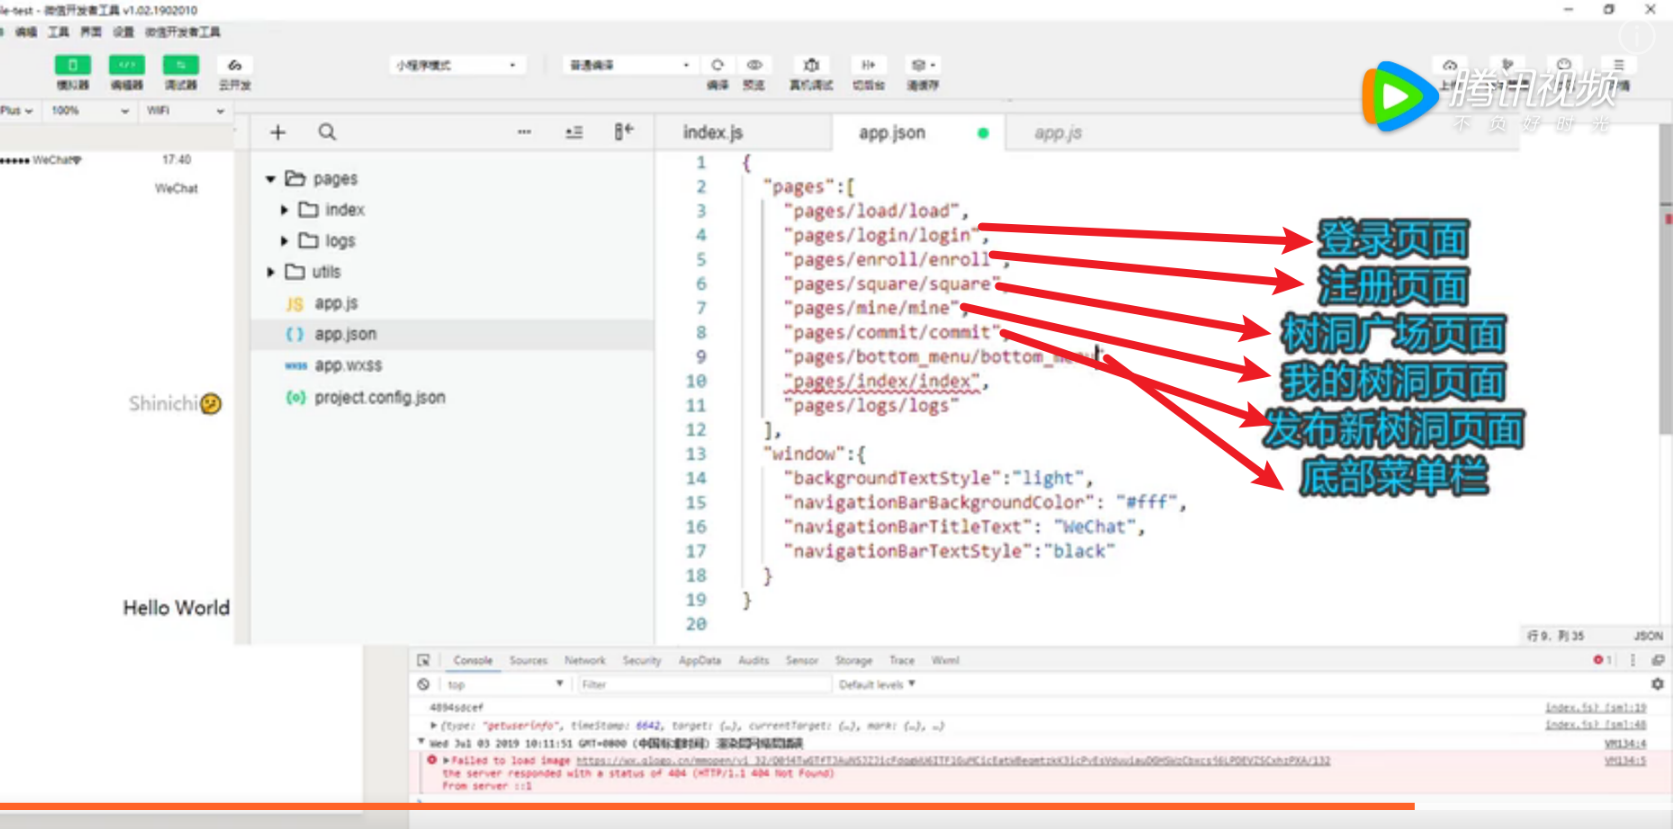 le-test - 微信开发者工具 v1.02.1902010
编辑 工具 界面 设置 微信开发者工具
模拟器 编辑器 调试器 云开发
小程序模式 普通编译
编译 预览 真机调试 切后台 清缓存
腾讯视频
不负好时光
Plus 100% WiFi
WeChat 17:40
WeChat
Shinichi
Hello World
pages
index
logs
utils
JS app.js
{ } app.json
wxss app.wxss
project.config.json
index.js app.json app.js
1 {
2 "pages":[
3 "pages/load/load",
4 "pages/login/login",
5 "pages/enroll/enroll",
6 "pages/square/square",
7 "pages/mine/mine",
8 "pages/commit/commit",
9 "pages/bottom_menu/bottom_menu"
10 "pages/index/index",
11 "pages/logs/logs"
12 ],
13 "window":{
14 "backgroundTextStyle":"light",
15 "navigationBarBackgroundColor": "#fff",
16 "navigationBarTitleText": "WeChat",
17 "navigationBarTextStyle":"black"
18 }
19 }
20
登录页面
注册页面
树洞广场页面
我的树洞页面
发布新树洞页面
底部菜单栏
行 9，列 35 JSON
Console Sources Network Security AppData Audits Sensor Storage Trace Wxml
1
top Filter Default levels
4894sdcef index.js? [sm]:19
{type: "getuserinfo", timeStamp: 6642, target: {…}, currentTarget: {…}, mark: {…}, …} index.js? [sm]:48
Wed Jul 03 2019 10:11:51 GMT+0800 (中国标准时间) 渲染层网络层错误 VM134:4
Failed to load image VM134:5
the server responded with a status of 404 (HTTP/1.1 404 Not Found)
From server ::1